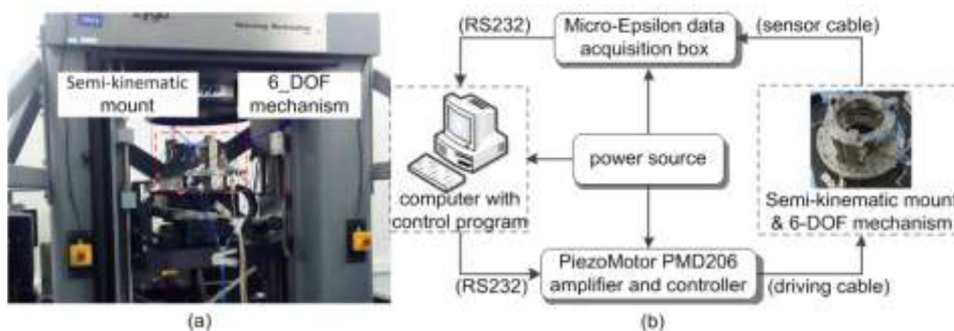 Semi-kinematic
mount
6_DOF
mechanism
(a)
(RS232)
Micro-Epsilon data
acquisition box
(sensor cable)
power source
computer with
control program
Semi-kinematic mount
& 6-DOF mechanism
(RS232)
PiezoMotor PMD206
amplifier and controller
(driving cable)
(b)